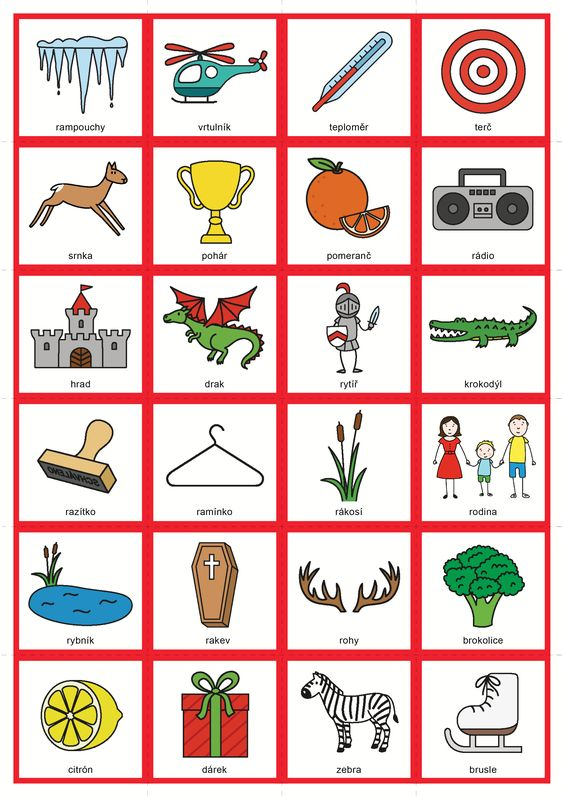 rampouchy
vrtulník
teploměr
terč
srnka
pohár
pomeranč
rádio
hrad
drak
rytíř
krokodýl
SCHVÁLENO
razítko
ramínko
rákosí
rodina
rybník
rakev
rohy
brokolice
citrón
dárek
zebra
brusle